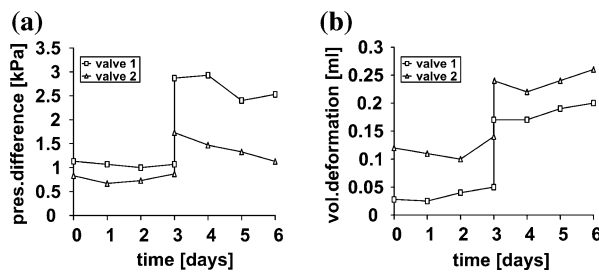 (a)
pres.difference [kPa]
3.5
3
2.5
2
1.5
1
0.5
0
valve 1
valve 2
0 1 2 3 4 5 6
time [days]
(b)
vol.deformation [ml]
0.3
0.25
0.2
0.15
0.1
0.05
0
valve 1
valve 2
0 1 2 3 4 5 6
time [days]